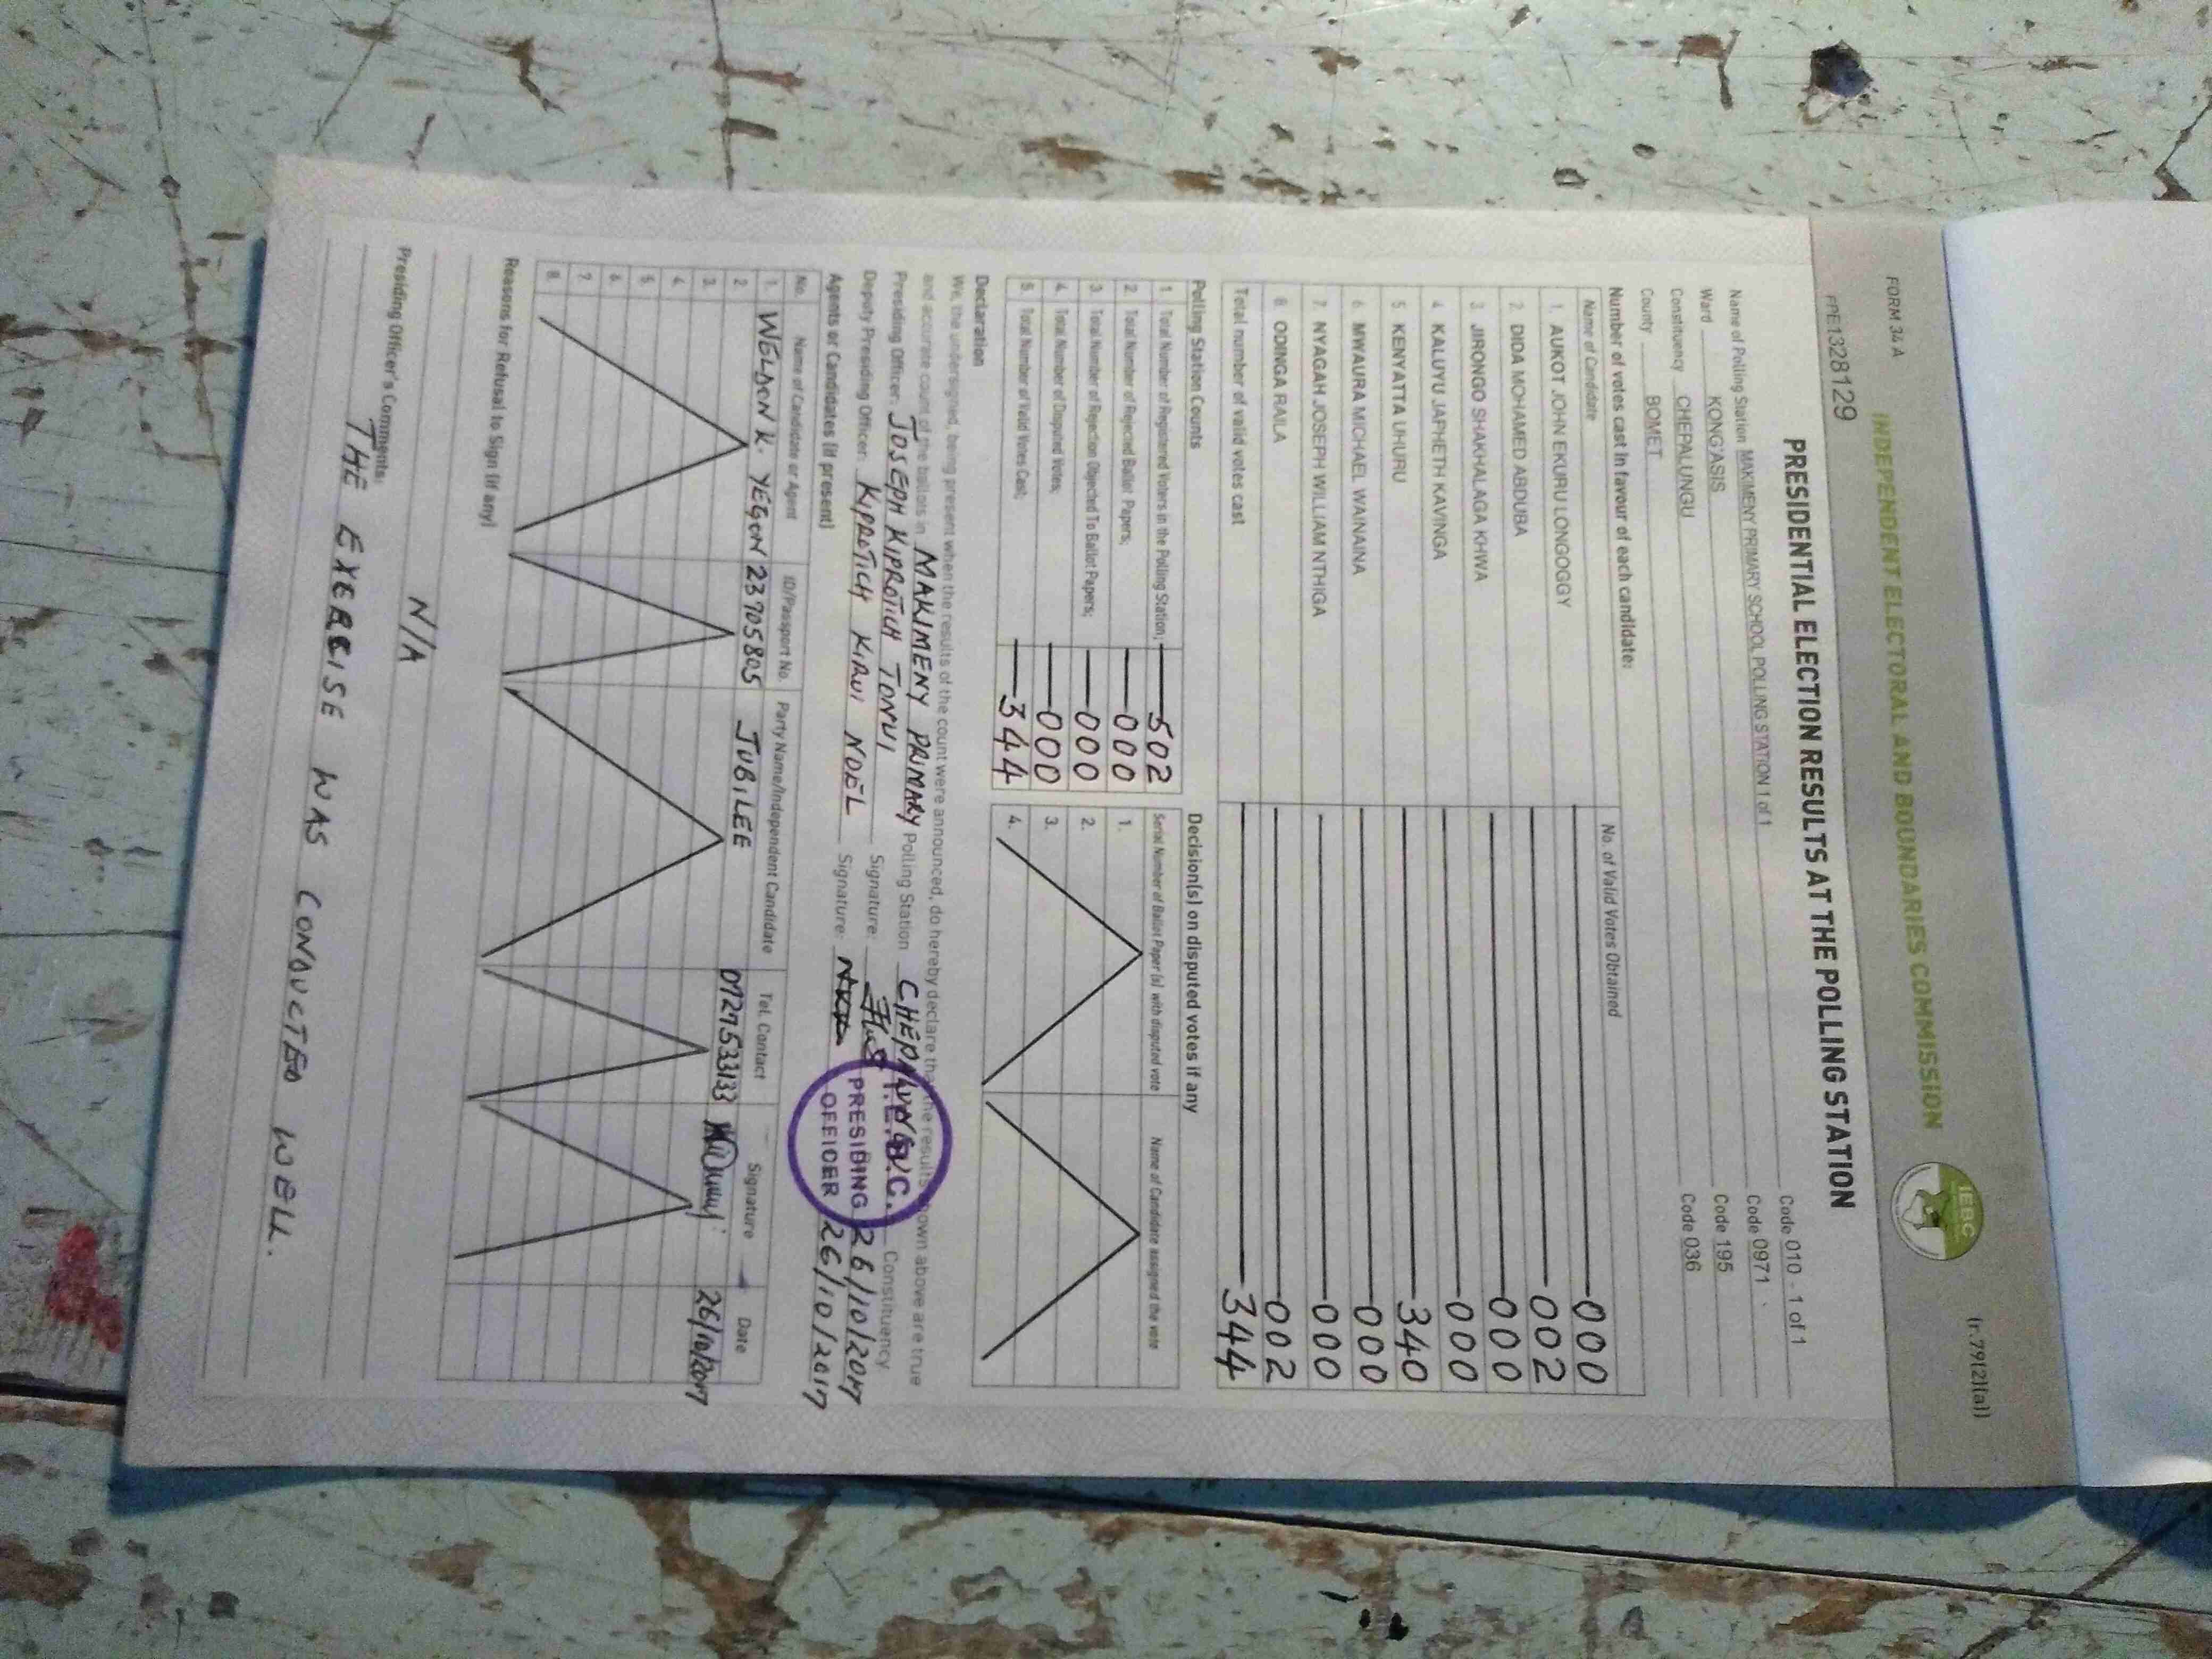 FORM 34 A
(r.79(2)(a))
INDEPENDENT ELECTORAL AND BOUNDARIES COMMISSION
IEBC
PPE1328129
PRESIDENTIAL ELECTION RESULTS AT THE POLLING STATION
Name of Polling Station MAKIMENY PRIMARY SCHOOL POLLING STATION 1 of 1 Code 010 - 1 of 1
Ward KONG'ASIS Code 0971
Constituency CHEPALUNGU Code 195
County BOMET Code 036
Number of votes cast in favour of each candidate:
Name of Candidate No. of Valid Votes Obtained
1. AUKOT JOHN EKURU LONGOGGY 000
2. DIDA MOHAMED ABDUBA 002
3. JIRONGO SHAKHALAGA KHWA 000
4. KALUYU JAPHETH KAVINGA 000
5 KENYATTA UHURU 340
6. MWAURA MICHAEL WAINAINA 000
7. NYAGAH JOSEPH WILLIAM NTHIGA 000
8. ODINGA RAILA 002
Total number of valid votes cast 344
Polling Station Counts
1. Total Number of Registered Voters in the Polling Station; 502
2. Total Number of Rejected Ballot Papers; 000
3. Total Number of Rejection Objected To Ballot Papers; 000
4. Total Number of Disputed Votes; 000
5. Total Number of Valid Votes Cast; 344
Decision(s) on disputed votes if any
Serial Number of Ballot Paper (s) with disputed vote Name of Candidate assigned the vote
1.
2.
3.
4.
Declaration
We, the undersigned, being present when the results of the count were announced, do hereby declare that the results shown above are true
and accurate count of the ballots in MAKIMENY PRIMARY Polling Station CHEPALUNGU Constituency.
Presiding Officer: JOSEPH KIPROTICH TONUI Signature: 26/10/2017
Deputy Presiding Officer: KIPROTICH KIRUI NOEL Signature: 26/10/2017
I.E.B.C.
PRESIDING
OFFICER
Agents or Candidates (if present)
No. Name of Candidate or Agent ID/Passport No. Party Name/Independent Candidate Tel. Contact Signature Date
1. WELDON K. YEGON 23705805 JUBILEE 0727533133 26/10/2017
2
3.
4.
5.
6.
7.
8.
Reasons for Refusal to Sign (if any)
N/A
Presiding Officer's Comments:
THE EXERCISE WAS CONDUCTED WELL.